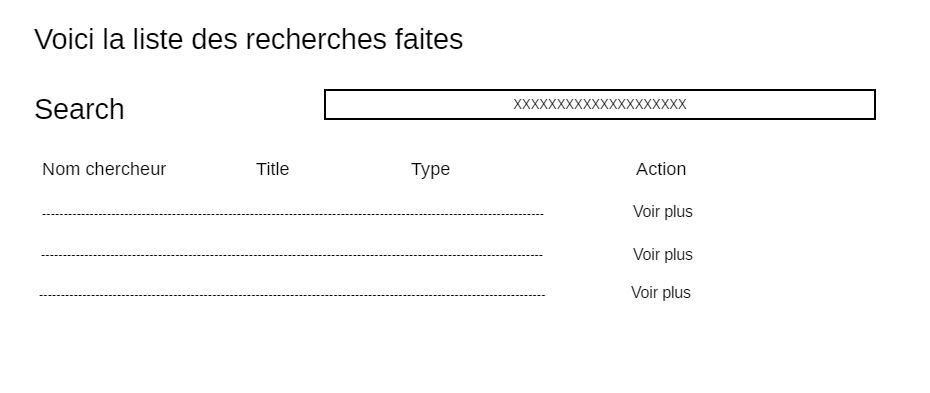 Voici la liste des recherches faites
Search
XXXXXXXXXXXXXXXXXXXX
Nom chercheur Title Type Action
Voir plus
Voir plus
Voir plus